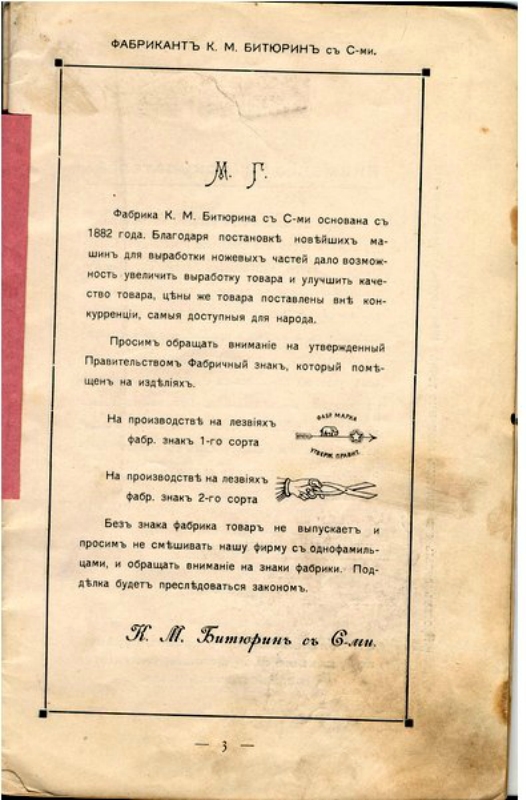 ФАБРИКАНТЪ К. М. БИТЮРИНЪ съ С-ми.
М. Г.
Фабрика К. М. Битюрина съ С-ми основана съ
1882 года. Благодаря постановкѣ новѣйшихъ ма-
шинъ для выработки ножевыхъ частей дало возмож-
ность увеличить выработку товара и улучшить каче-
ство товара, цѣны же товара поставлены внѣ кон-
курренціи, самыя доступныя для народа.
Просимъ обращать вниманіе на утвержденный
Правительствомъ Фабричный знакъ, который помѣ-
щенъ на издѣліяхъ.
На производствѣ на лезвіяхъ
фабр. знакъ 1-го сорта
ФАБР МАРКА
УТВЕРЖ. ПРАВИТ.
На производствѣ на лезвіяхъ
фабр. знакъ 2-го сорта
Безъ знака фабрика товаръ не выпускаетъ и
просимъ не смѣшивать нашу фирму съ однофамиль-
цами, и обращать вниманіе на знаки фабрики. Под-
дѣлка будетъ преслѣдоваться закономъ.
К. М. Битюринъ съ С-ми.
— 3 —